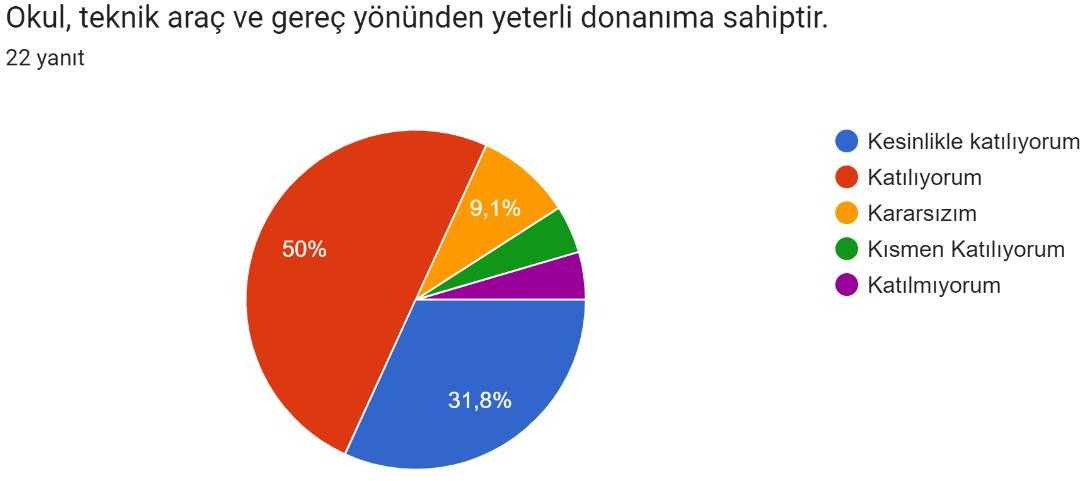 Okul, teknik araç ve gereç yönünden yeterli donanıma sahiptir.
22 yanıt
Kesinlikle katılıyorum
Katılıyorum
Kararsızım
Kısmen Katılıyorum
Katılmıyorum
9,1%
50%
31,8%